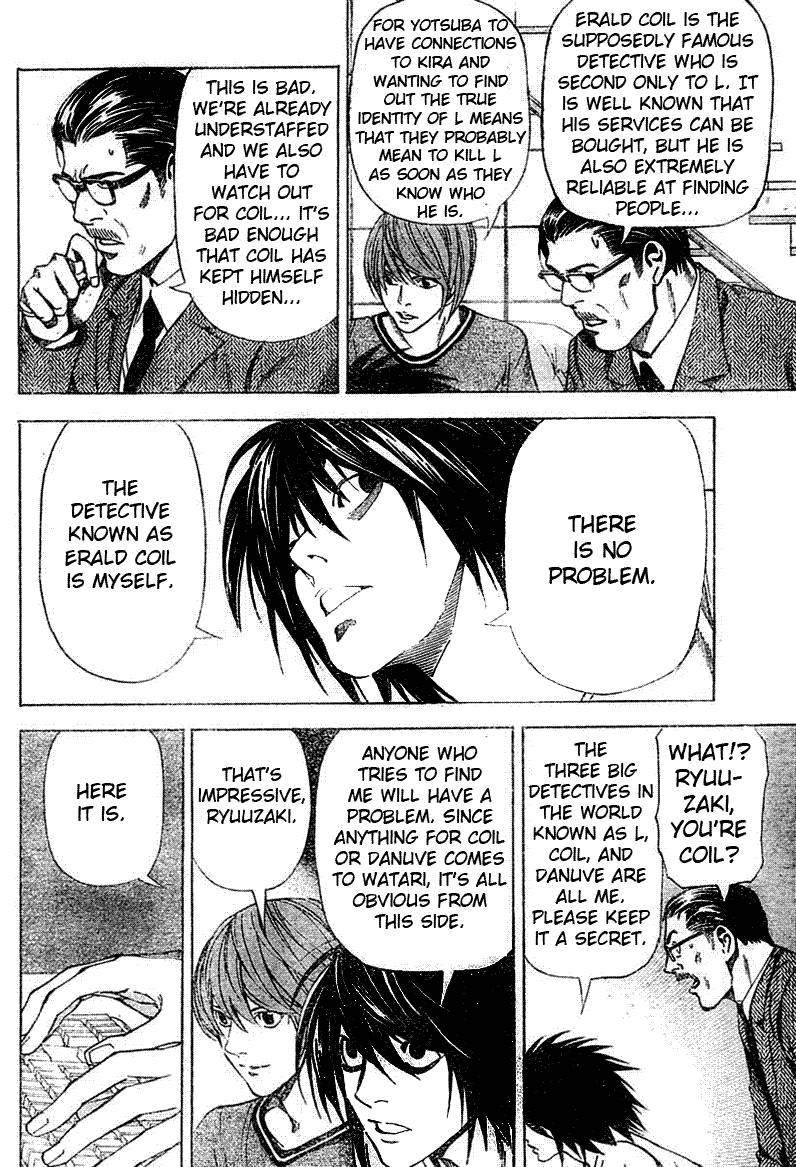 ERALD COIL IS THE
SUPPOSEDLY FAMOUS
DETECTIVE WHO IS
SECOND ONLY TO L. IT
IS WELL KNOWN THAT
HIS SERVICES CAN BE
BOUGHT, BUT HE IS
ALSO EXTREMELY
RELIABLE AT FINDING
PEOPLE...
FOR YOTSUBA TO
HAVE CONNECTIONS
TO KIRA AND
WANTING TO FIND
OUT THE TRUE
IDENTITY OF L MEANS
THAT THEY PROBABLY
MEAN TO KILL L
AS SOON AS THEY
KNOW WHO
HE IS.
THIS IS BAD.
WE'RE ALREADY
UNDERSTAFFED
AND WE ALSO
HAVE TO
WATCH OUT
FOR COIL... IT'S
BAD ENOUGH
THAT COIL HAS
KEPT HIMSELF
HIDDEN...
THERE
IS NO
PROBLEM.
THE
DETECTIVE
KNOWN AS
ERALD COIL
IS MYSELF.
WHAT!?
RYUU-
ZAKI,
YOU'RE
COIL?
THE
THREE BIG
DETECTIVES IN
THE WORLD
KNOWN AS L,
COIL, AND
DANUVE ARE
ALL ME.
PLEASE KEEP
IT A SECRET.
ANYONE WHO
TRIES TO FIND
ME WILL HAVE A
PROBLEM. SINCE
ANYTHING FOR COIL
OR DANUVE COMES
TO WATARI, IT'S ALL
OBVIOUS FROM
THIS SIDE.
THAT'S
IMPRESSIVE,
RYUUZAKI.
HERE
IT IS.